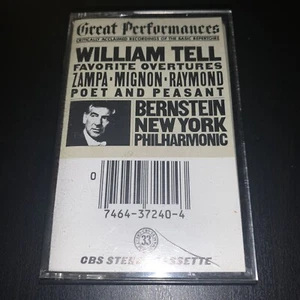 Great Performances
CRITICALLY ACCLAIMED RECORDINGS OF THE BASIC REPERTOIRE
WILLIAM TELL
FAVORITE OVERTURES
ZAMPA • MIGNON • RAYMOND
POET AND PEASANT
BERNSTEIN
NEW YORK
PHILHARMONIC
0
7464-37240-4
33
CBS STEREO CASSETTE